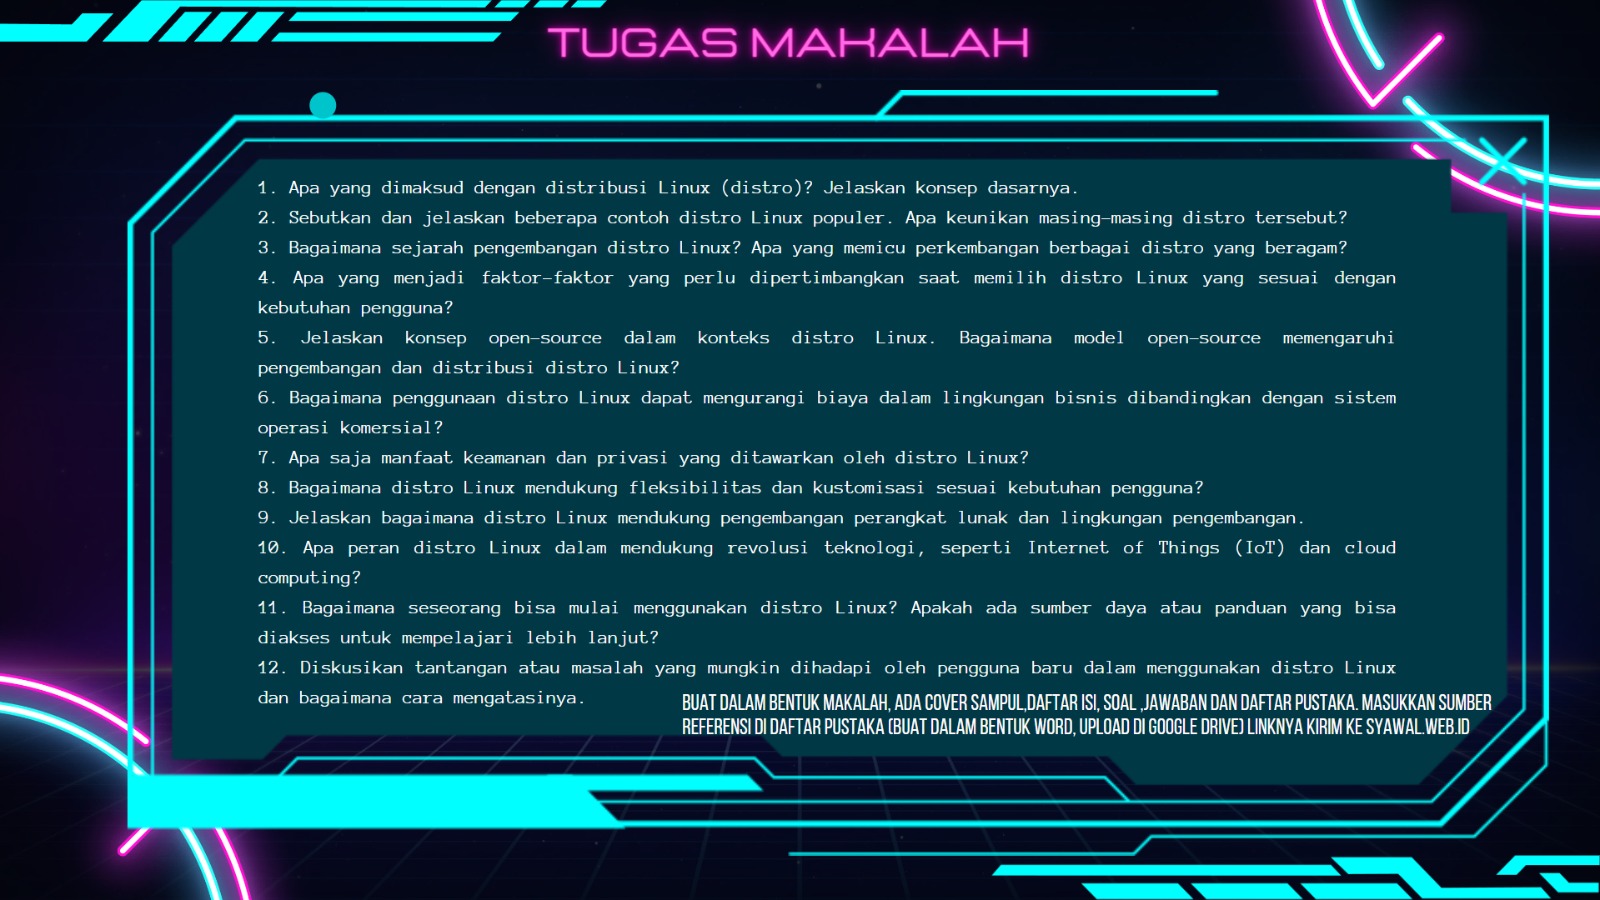 TUGAS MAKALAH
1. Apa yang dimaksud dengan distribusi Linux (distro)? Jelaskan konsep dasarnya.
2. Sebutkan dan jelaskan beberapa contoh distro Linux populer. Apa keunikan masing-masing distro tersebut?
3. Bagaimana sejarah pengembangan distro Linux? Apa yang memicu perkembangan berbagai distro yang beragam?
4. Apa yang menjadi faktor-faktor yang perlu dipertimbangkan saat memilih distro Linux yang sesuai dengan
kebutuhan pengguna?
5. Jelaskan konsep open-source dalam konteks distro Linux. Bagaimana model open-source memengaruhi
pengembangan dan distribusi distro Linux?
6. Bagaimana penggunaan distro Linux dapat mengurangi biaya dalam lingkungan bisnis dibandingkan dengan sistem
operasi komersial?
7. Apa saja manfaat keamanan dan privasi yang ditawarkan oleh distro Linux?
8. Bagaimana distro Linux mendukung fleksibilitas dan kustomisasi sesuai kebutuhan pengguna?
9. Jelaskan bagaimana distro Linux mendukung pengembangan perangkat lunak dan lingkungan pengembangan.
10. Apa peran distro Linux dalam mendukung revolusi teknologi, seperti Internet of Things (IoT) dan cloud
computing?
11. Bagaimana seseorang bisa mulai menggunakan distro Linux? Apakah ada sumber daya atau panduan yang bisa
diakses untuk mempelajari lebih lanjut?
12. Diskusikan tantangan atau masalah yang mungkin dihadapi oleh pengguna baru dalam menggunakan distro Linux
dan bagaimana cara mengatasinya.
BUAT DALAM BENTUK MAKALAH, ADA COVER SAMPUL,DAFTAR ISI, SOAL ,JAWABAN DAN DAFTAR PUSTAKA. MASUKKAN SUMBER
REFERENSI DI DAFTAR PUSTAKA (BUAT DALAM BENTUK WORD, UPLOAD DI GOOGLE DRIVE) LINKNYA KIRIM KE SYAWAL.WEB.ID